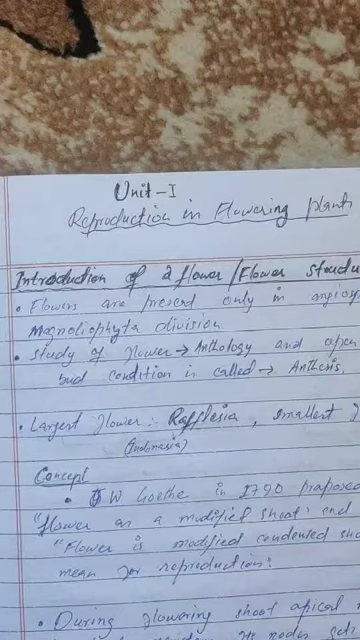 Unit-I
Reproduction in Flowering plants
Introduction of a flower/Flower structu
• Flowers are present only in angios
Magnoliophyta division
• Study of flower → Anthology and open
bud condition is called → Anthesis.
• Largest flower :- Rafflesia, smallest
(Indonesia)
Concept
• W Goethe in 1790 proposed
"flower as a modified shoot" and
"Flower is modified condensed sho
mean for reproduction".
• During flowering shoot apical m
nodes